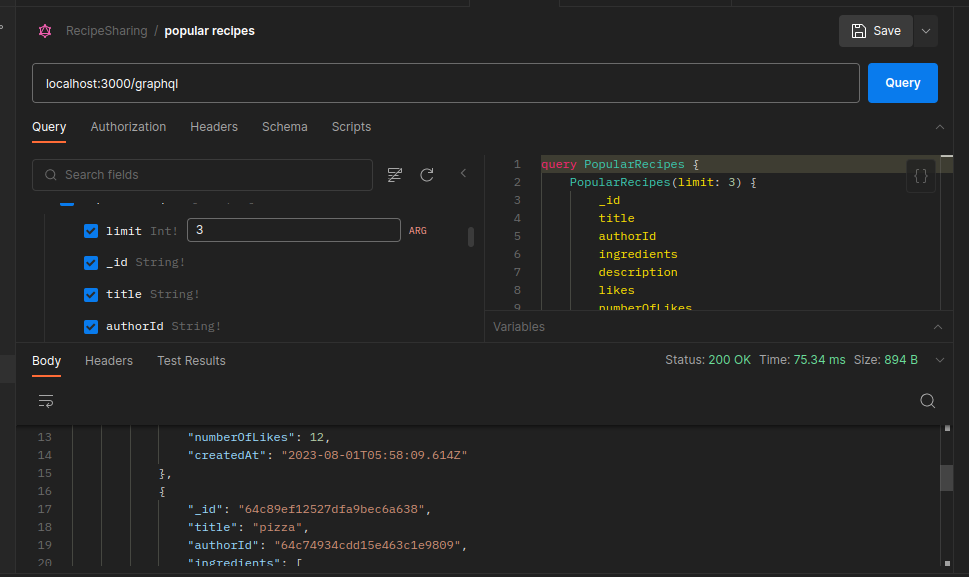 RecipeSharing / popular recipes
Save
localhost:3000/graphql
Query
Query Authorization Headers Schema Scripts
Search fields
limit Int! 3 ARG
_id String!
title String!
authorId String!
1 query PopularRecipes {
2 PopularRecipes(limit: 3) {
3 _id
4 title
5 authorId
6 ingredients
7 description
8 likes
9 numberOfLikes
{}
Variables
Body Headers Test Results
Status: 200 OK Time: 75.34 ms Size: 894 B
13 "numberOfLikes": 12,
14 "createdAt": "2023-08-01T05:58:09.614Z"
15 },
16 {
17 "_id": "64c89ef12527dfa9bec6a638",
18 "title": "pizza",
19 "authorId": "64c74934cdd15e463c1e9809",
20 "ingredients": [